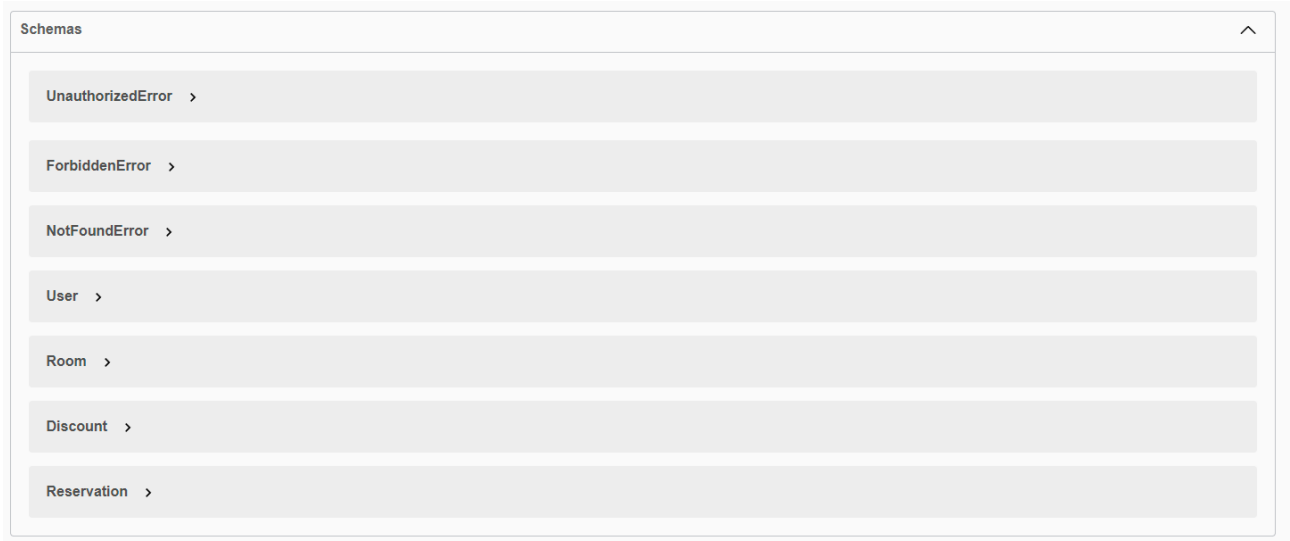 Schemas
UnauthorizedError
ForbiddenError
NotFoundError
User
Room
Discount
Reservation